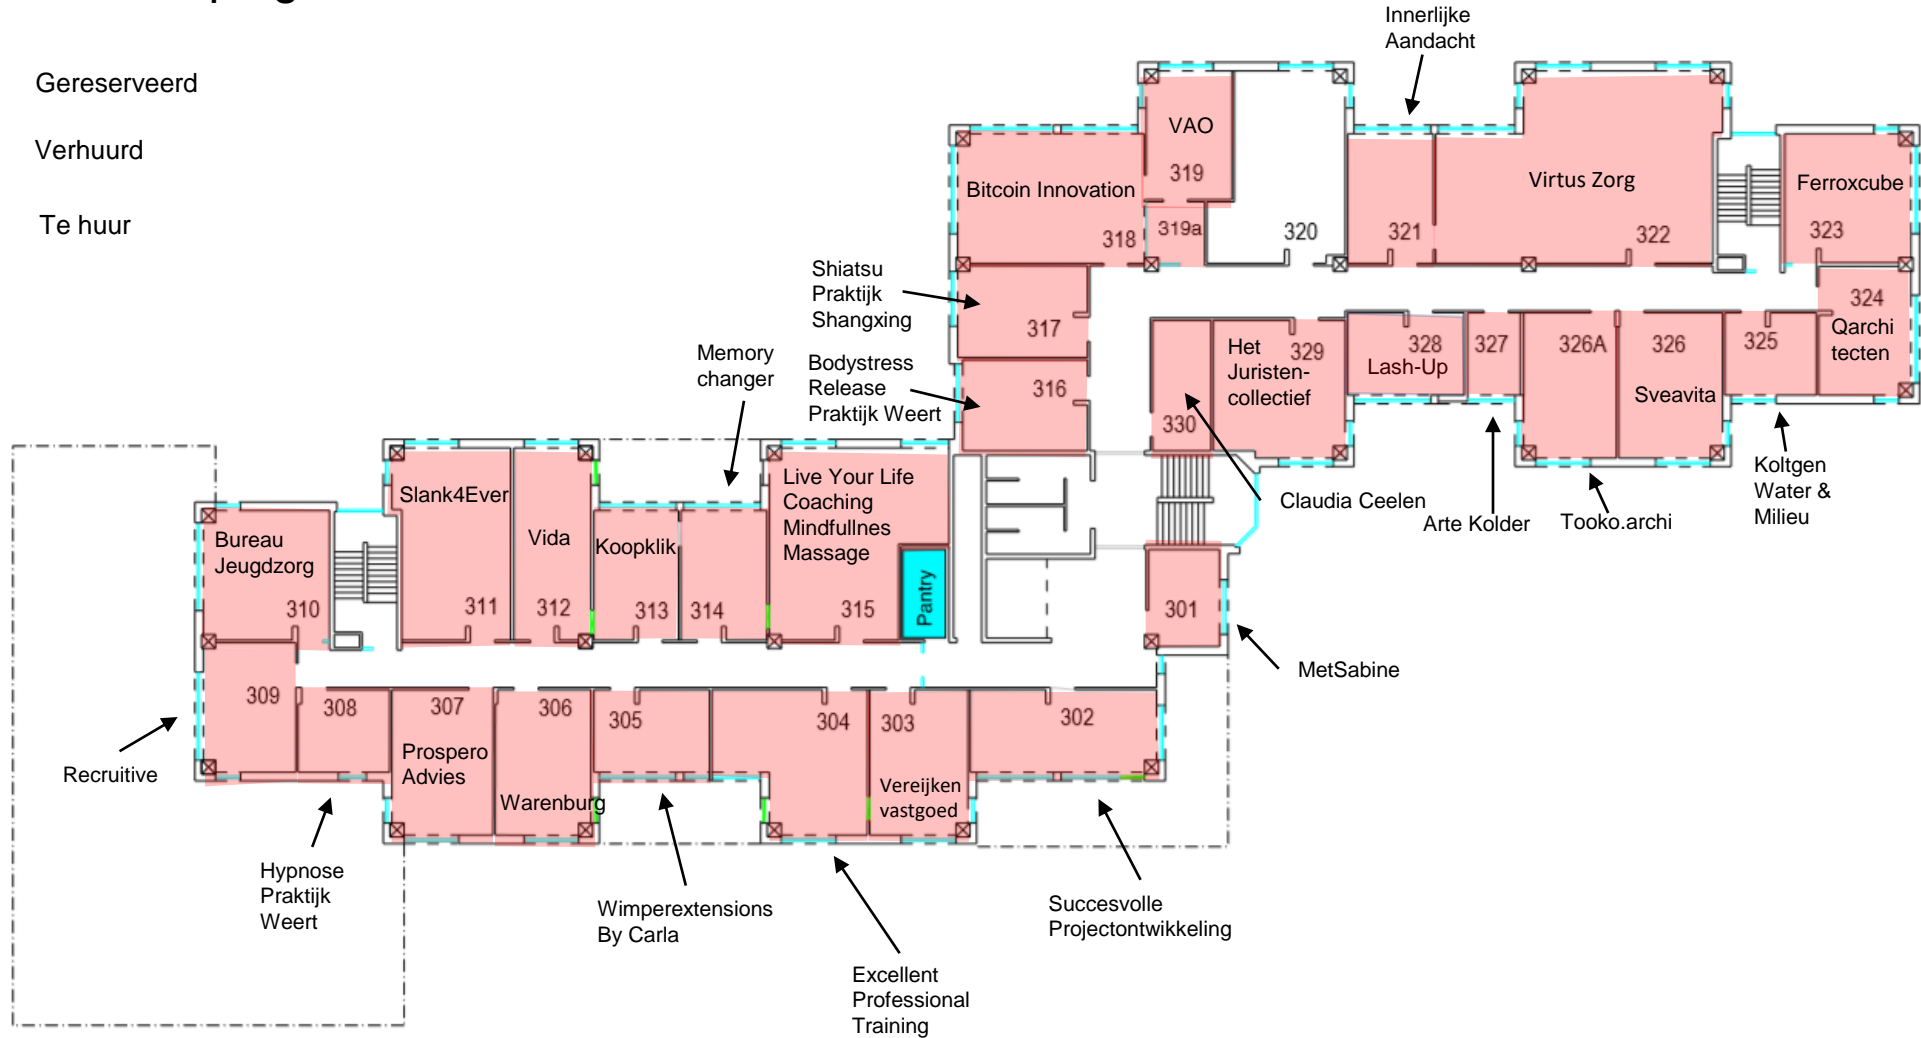 Gereserveerd
Verhuurd
Te huur
Innerlijke
Aandacht
VAO
319
Bitcoin Innovation
318
319a
320
321
Virtus Zorg
322
Ferroxcube
323
324
Qarchi
tecten
Shiatsu
Praktijk
Shangxing
317
Bodystress
Release
Praktijk Weert
316
330
Het
Juristen-
collectief
329
328
Lash-Up
327
326A
326
Sveavita
325
Claudia Ceelen
Arte Kolder
Tooko.archi
Koltgen
Water &
Milieu
Memory
changer
Bureau
Jeugdzorg
310
Slank4Ever
311
Vida
312
Koopklik
313
314
Live Your Life
Coaching
Mindfullnes
Massage
315
Pantry
301
MetSabine
309
308
307
Prospero
Advies
306
Warenburg
305
304
303
Vereijken
vastgoed
302
Recruitive
Hypnose
Praktijk
Weert
Wimperextensions
By Carla
Excellent
Professional
Training
Succesvolle
Projectontwikkeling